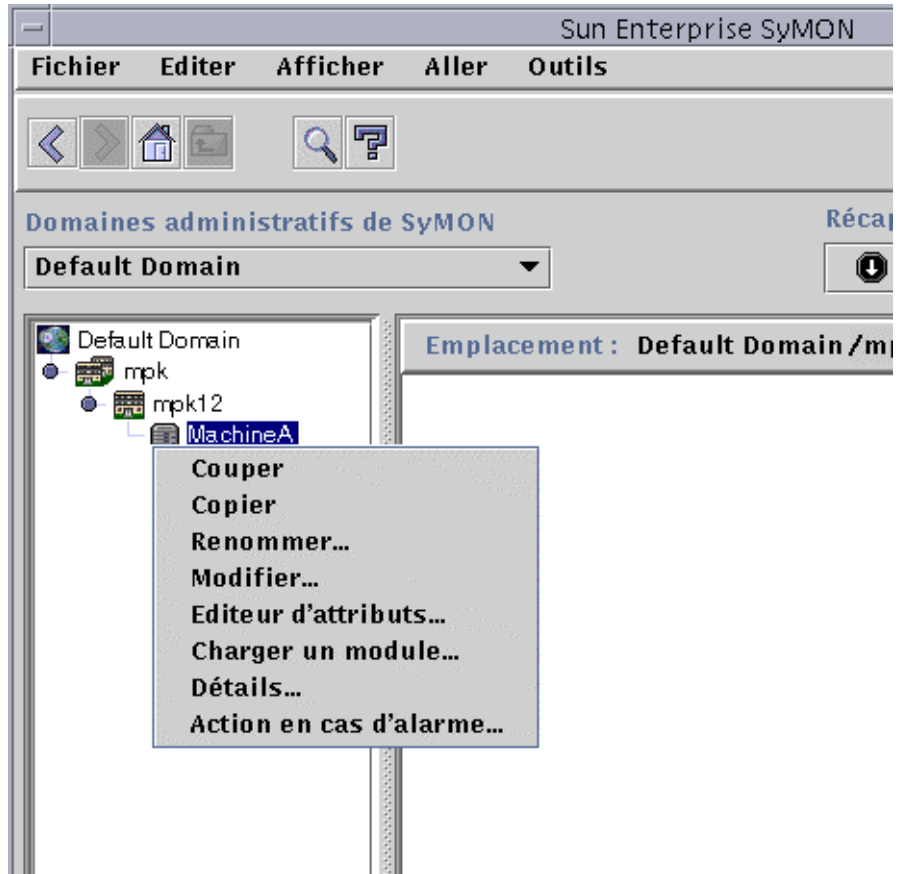 Sun Enterprise SyMON
Fichier Editer Afficher Aller Outils
Domaines administratifs de SyMON
Default Domain
Default Domain
mpk
mpk12
MachineA
Emplacement : Default Domain /
Couper
Copier
Renommer...
Modifier...
Editeur d'attributs...
Charger un module...
Détails...
Action en cas d'alarme...